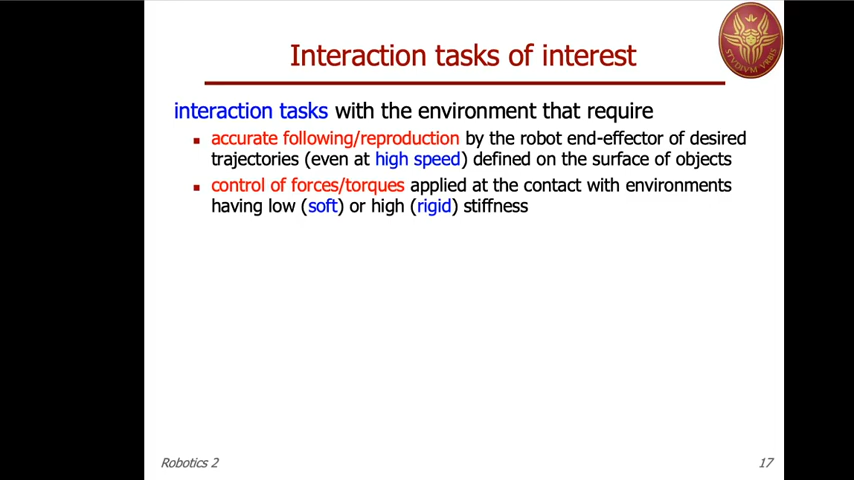 Interaction tasks of interest
STVDIVM VRBIS
interaction tasks with the environment that require
accurate following/reproduction by the robot end-effector of desired
trajectories (even at high speed) defined on the surface of objects
control of forces/torques applied at the contact with environments
having low (soft) or high (rigid) stiffness
Robotics 2
17